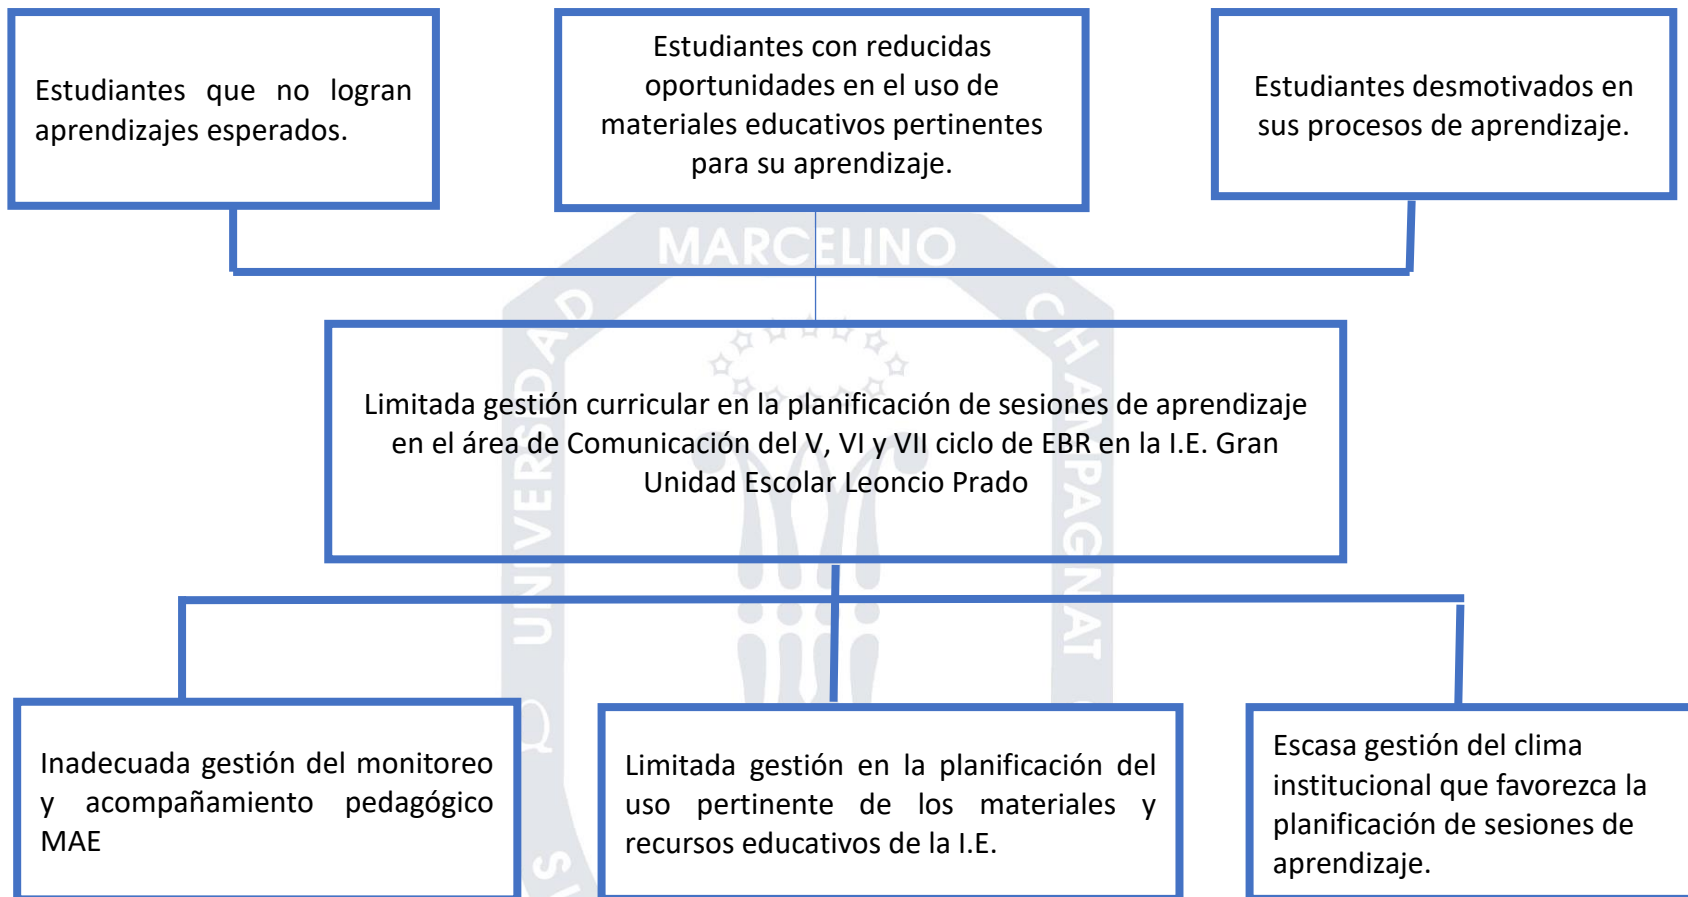 Estudiantes que no logran
aprendizajes esperados.
Estudiantes con reducidas
oportunidades en el uso de
materiales educativos pertinentes
para su aprendizaje.
Estudiantes desmotivados en
sus procesos de aprendizaje.
MARCELINO
CHAMPAGNAT
UNIVERSIDAD
Limitada gestión curricular en la planificación de sesiones de aprendizaje
en el área de Comunicación del V, VI y VII ciclo de EBR en la I.E. Gran
Unidad Escolar Leoncio Prado
Inadecuada gestión del monitoreo
y acompañamiento pedagógico
MAE
Limitada gestión en la planificación del
uso pertinente de los materiales y
recursos educativos de la I.E.
Escasa gestión del clima
institucional que favorezca la
planificación de sesiones de
aprendizaje.